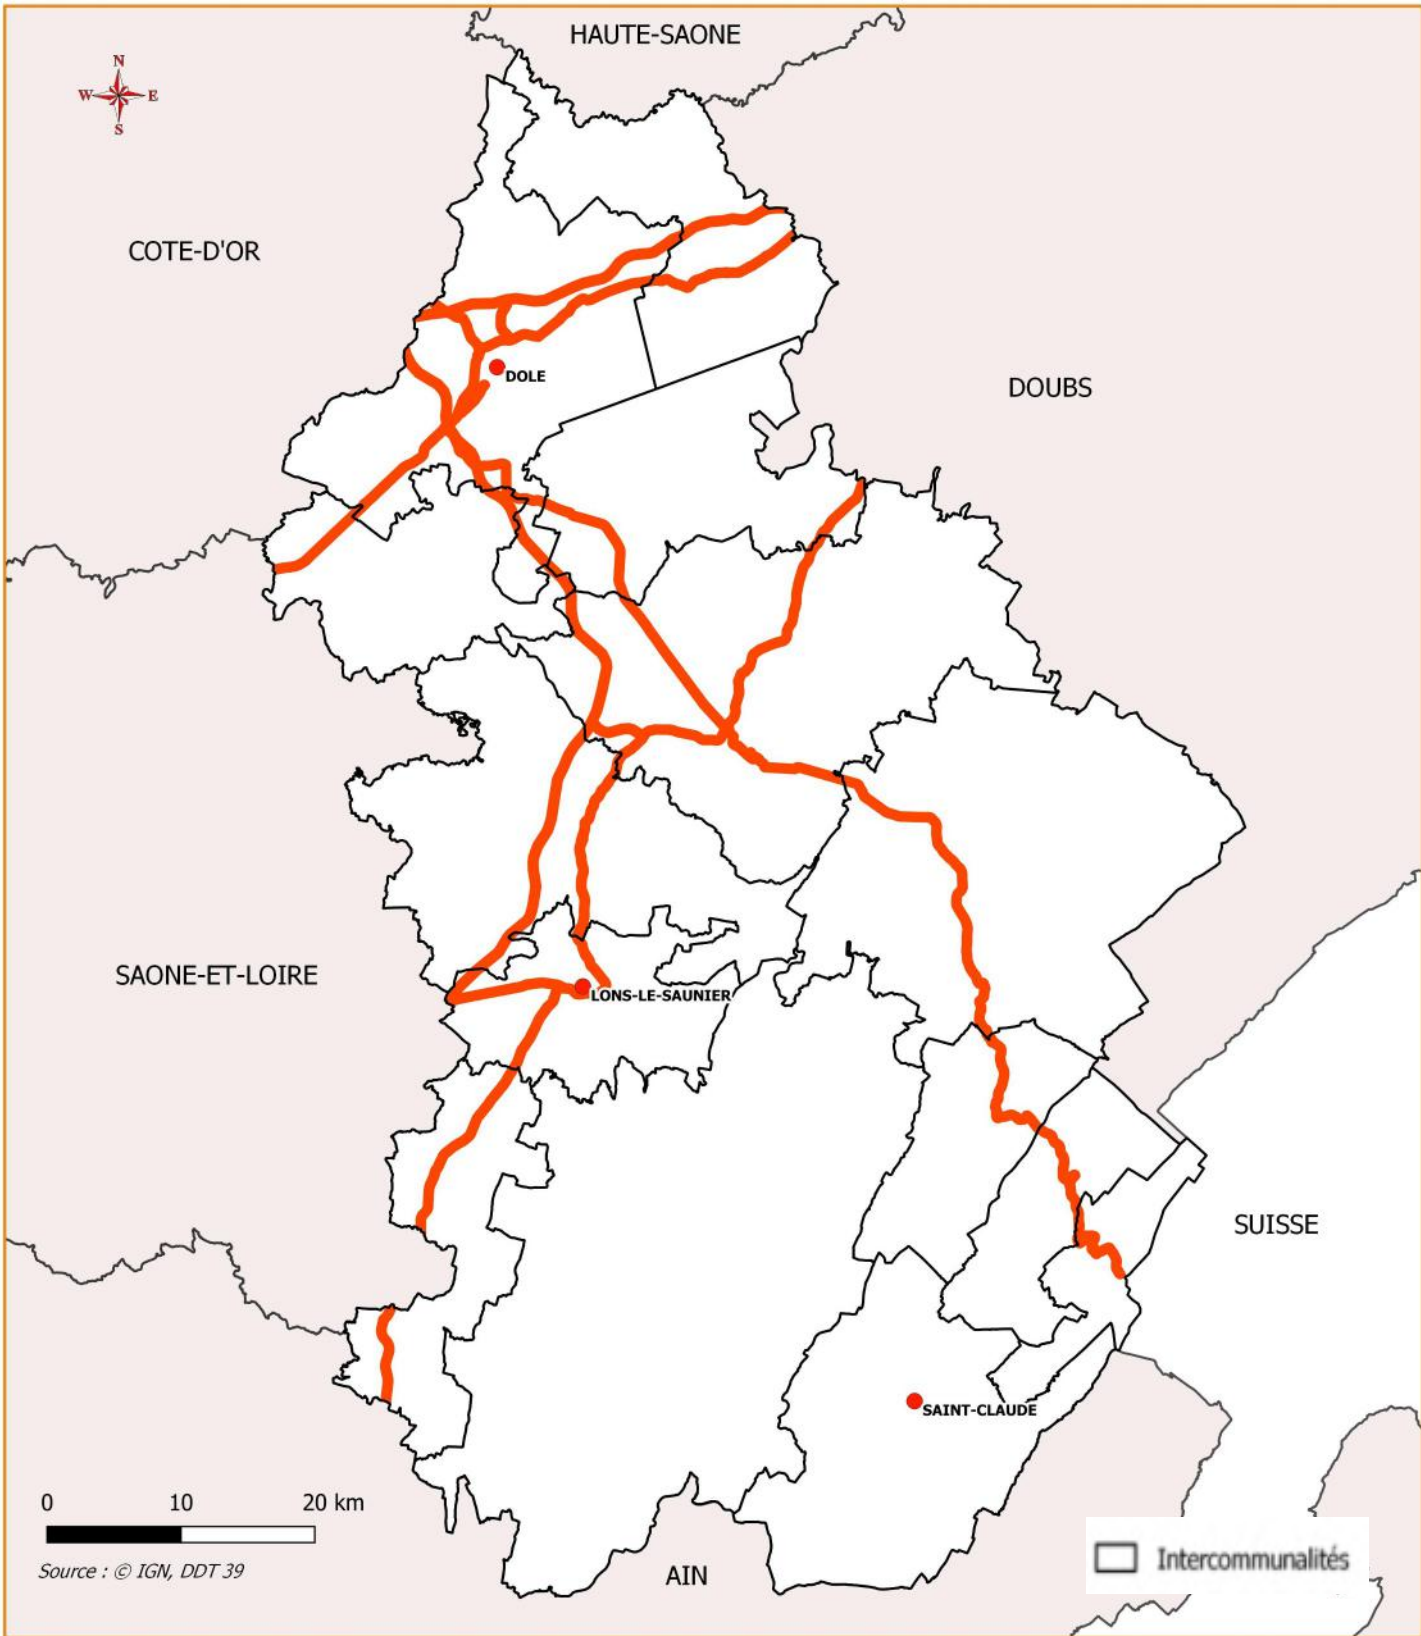 HAUTE-SAONE
N
W E
S
COTE-D'OR
DOLE
DOUBS
SAONE-ET-LOIRE
LONS-LE-SAUNIER
SUISSE
SAINT-CLAUDE
0 10 20 km
Source : © IGN, DDT 39
AIN
Intercommunalités